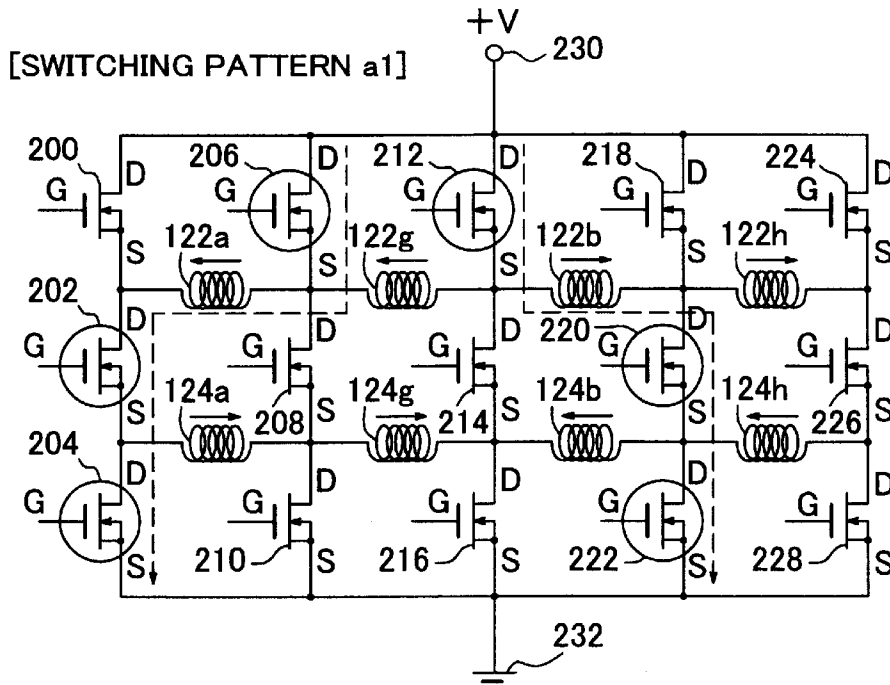 +V
230
[SWITCHING PATTERN a1]
200 D 206 D 212 D 218 D 224 D
G G G G G
S S S S S
122a 122g 122b 122h
202 D D D 220 D D
G G G G G
S S S S S
124a 208 124g 214 124b 124h 226
204 D D D D D
G G G G G
S S S S S
210 216 222 228
232